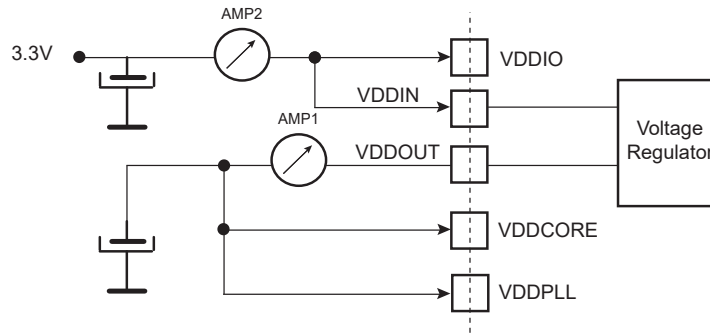 AMP2
3.3V
VDDIO
VDDIN
AMP1
Voltage
Regulator
VDDOUT
VDDCORE
VDDPLL